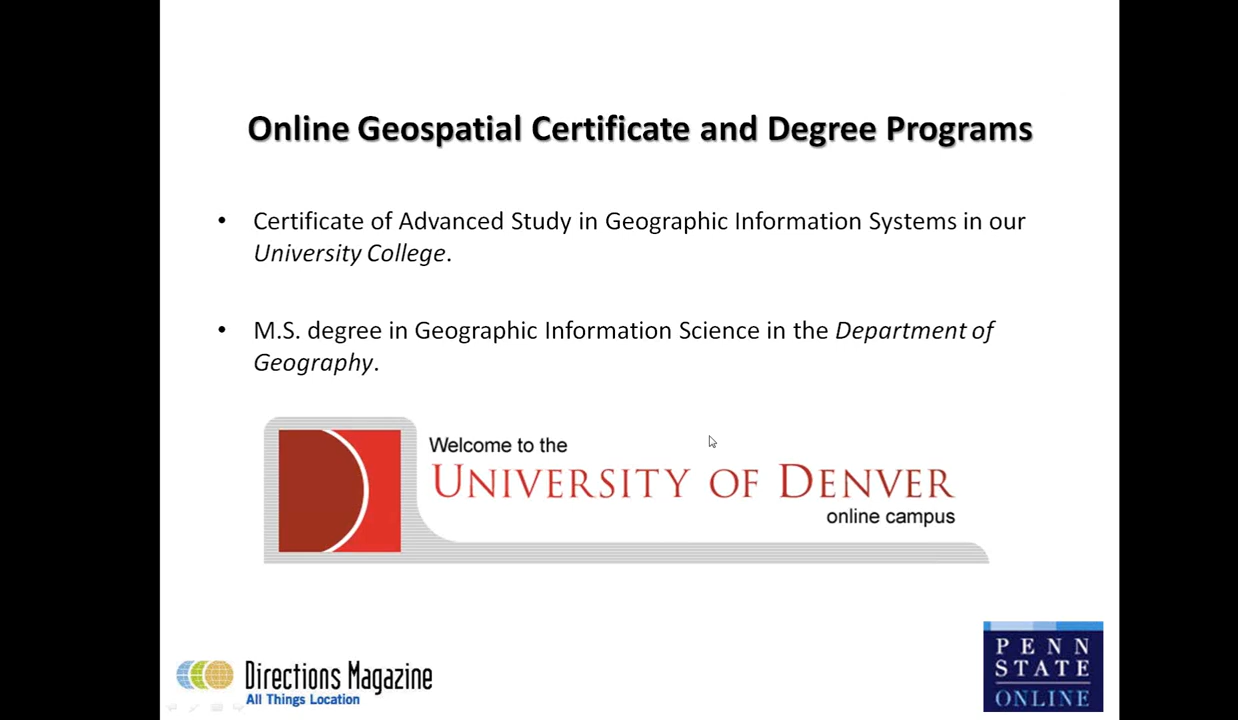 Online Geospatial Certificate and Degree Programs
• Certificate of Advanced Study in Geographic Information Systems in our
University College.
• M.S. degree in Geographic Information Science in the Department of
Geography.
Welcome to the
UNIVERSITY OF DENVER
online campus
Directions Magazine
All Things Location
PENN
STATE
ONLINE